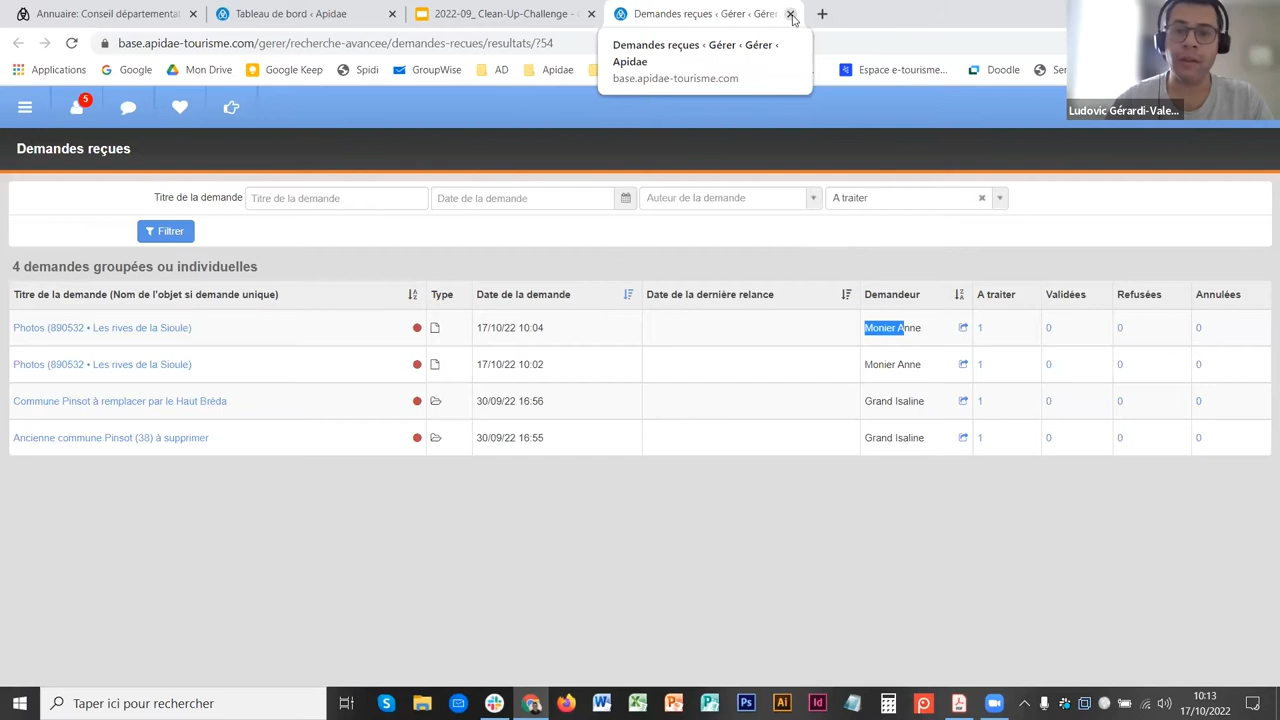 Annuaire: Conseil départemental
Tableau de bord ‹ Apidae
2022-09_ Clean-Up-Challenge -
Demandes reçues ‹ Gérer ‹ Gérer
base.apidae-tourisme.com/gerer/recherche-avancee/demandes-recues/resultats/?54
Demandes reçues ‹ Gérer ‹ Gérer ‹
Apidae
base.apidae-tourisme.com
Applications
Google
Mon Drive
Google Keep
Spidi
GroupWise
AD
Apidae
Espace e-tourisme...
Doodle
Ser
Ludovic Gérardi-Vale...
5
Demandes reçues
Titre de la demande
Titre de la demande
Date de la demande
Auteur de la demande
A traiter
Filtrer
4 demandes groupées ou individuelles
Titre de la demande (Nom de l'objet si demande unique) Type Date de la demande Date de la dernière relance Demandeur A traiter Validées Refusées Annulées
Photos (890532 • Les rives de la Sioule) 17/10/22 10:04 Monier Anne 1 0 0 0
Photos (890532 • Les rives de la Sioule) 17/10/22 10:02 Monier Anne 1 0 0 0
Commune Pinsot à remplacer par le Haut Bréda 30/09/22 16:56 Grand Isaline 1 0 0 0
Ancienne commune Pinsot (38) à supprimer 30/09/22 16:55 Grand Isaline 1 0 0 0
Taper ici pour rechercher
10:13
17/10/2022